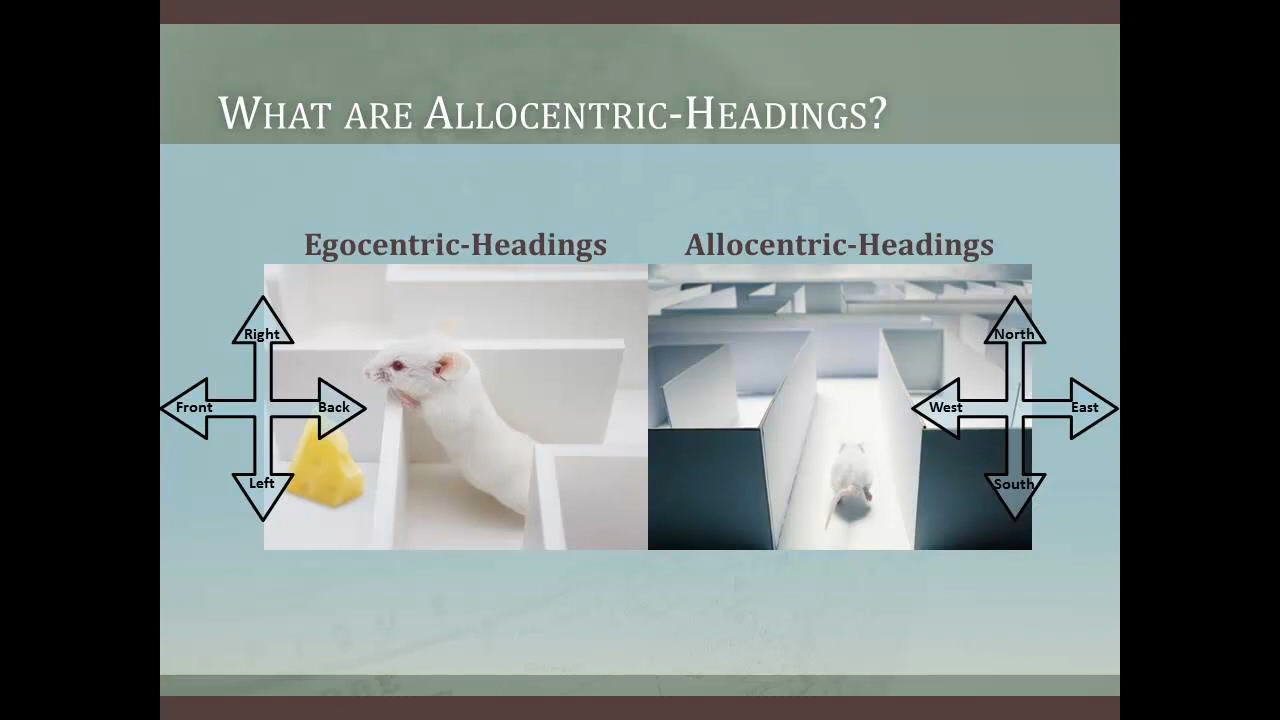 What are Allocentric-Headings?
Egocentric-Headings
Allocentric-Headings
Right
Front
Back
Left
North
West
East
South